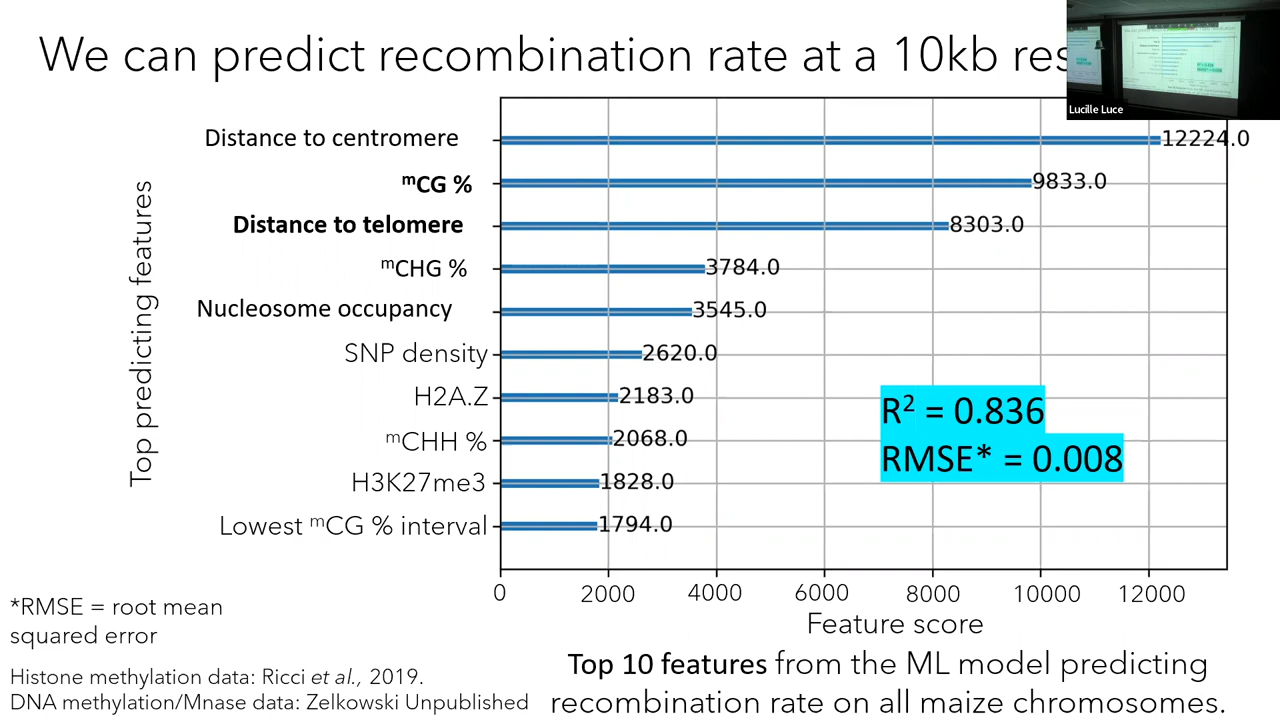 We can predict recombination rate at a 10kb res
Lucille Luce
Top predicting features
Distance to centromere 12224.0
ᵐCG % 9833.0
Distance to telomere 8303.0
ᵐCHG % 3784.0
Nucleosome occupancy 3545.0
SNP density 2620.0
H2A.Z 2183.0
ᵐCHH % 2068.0
H3K27me3 1828.0
Lowest ᵐCG % interval 1794.0
R² = 0.836
RMSE* = 0.008
0 2000 4000 6000 8000 10000 12000
Feature score
*RMSE = root mean
squared error
Histone methylation data: Ricci et al., 2019.
DNA methylation/Mnase data: Zelkowski Unpublished
Top 10 features from the ML model predicting
recombination rate on all maize chromosomes.